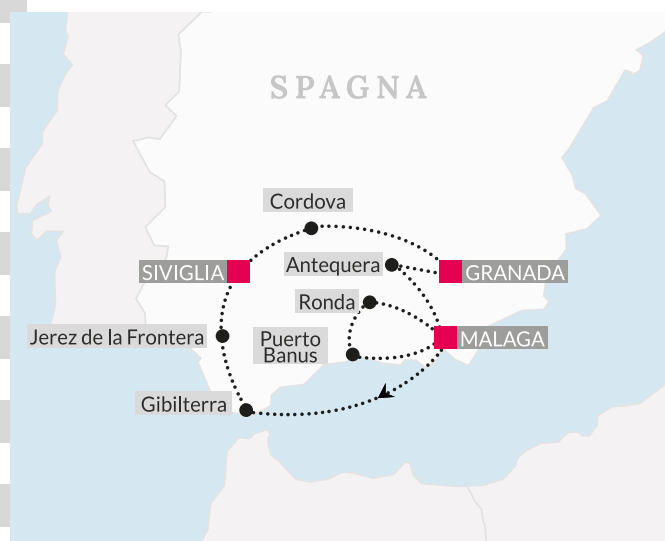 SPAGNA
Cordova
Antequera
SIVIGLIA
GRANADA
Ronda
Jerez de la Frontera
Puerto
Banus
MALAGA
Gibilterra